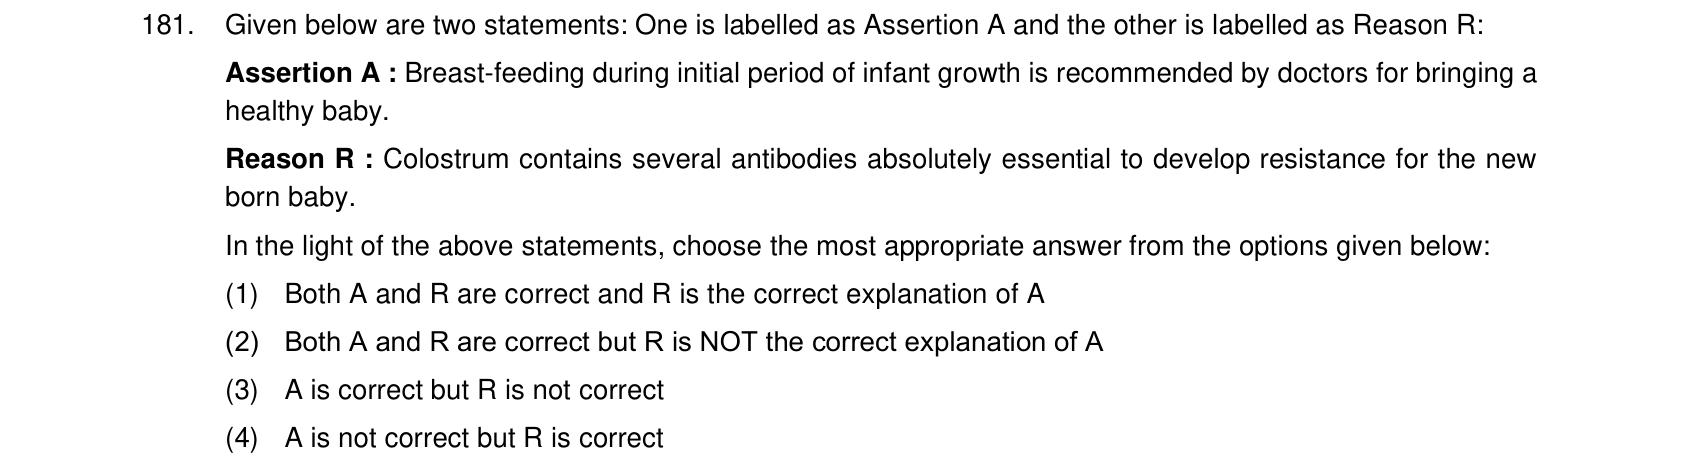 181. Given below are two statements: One is labelled as Assertion A and the other is labelled as Reason R:
Assertion A : Breast-feeding during initial period of infant growth is recommended by doctors for bringing a
healthy baby.
Reason R : Colostrum contains several antibodies absolutely essential to develop resistance for the new
born baby.
In the light of the above statements, choose the most appropriate answer from the options given below:
(1) Both A and R are correct and R is the correct explanation of A
(2) Both A and R are correct but R is NOT the correct explanation of A
(3) A is correct but R is not correct
(4) A is not correct but R is correct